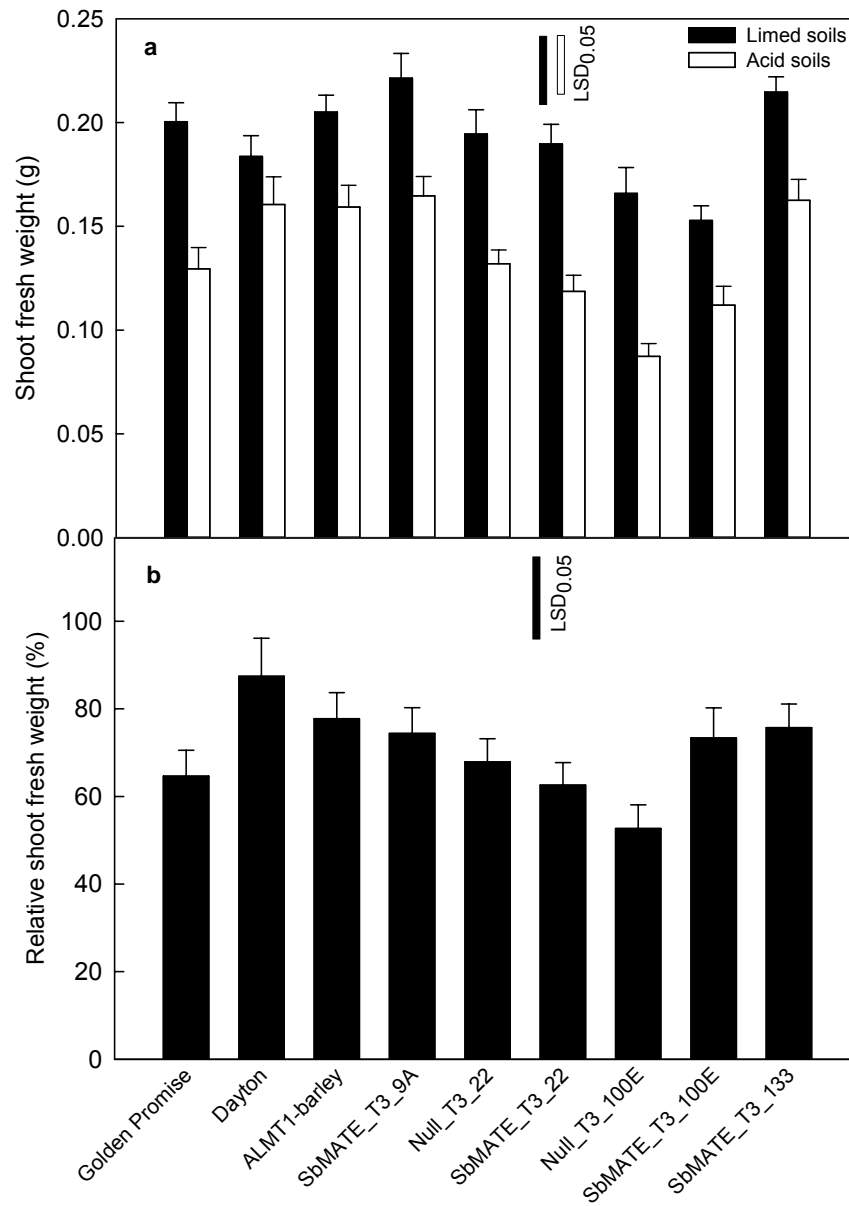 a
LSD0.05
Limed soils
Acid soils
Shoot fresh weight (g)
0.25
0.20
0.15
0.10
0.05
0.00
b
LSD0.05
Relative shoot fresh weight (%)
100
80
60
40
20
0
Golden Promise
Dayton
ALMT1-barley
SbMATE_T3_9A
Null_T3_22
SbMATE_T3_22
Null_T3_100E
SbMATE_T3_100E
SbMATE_T3_133